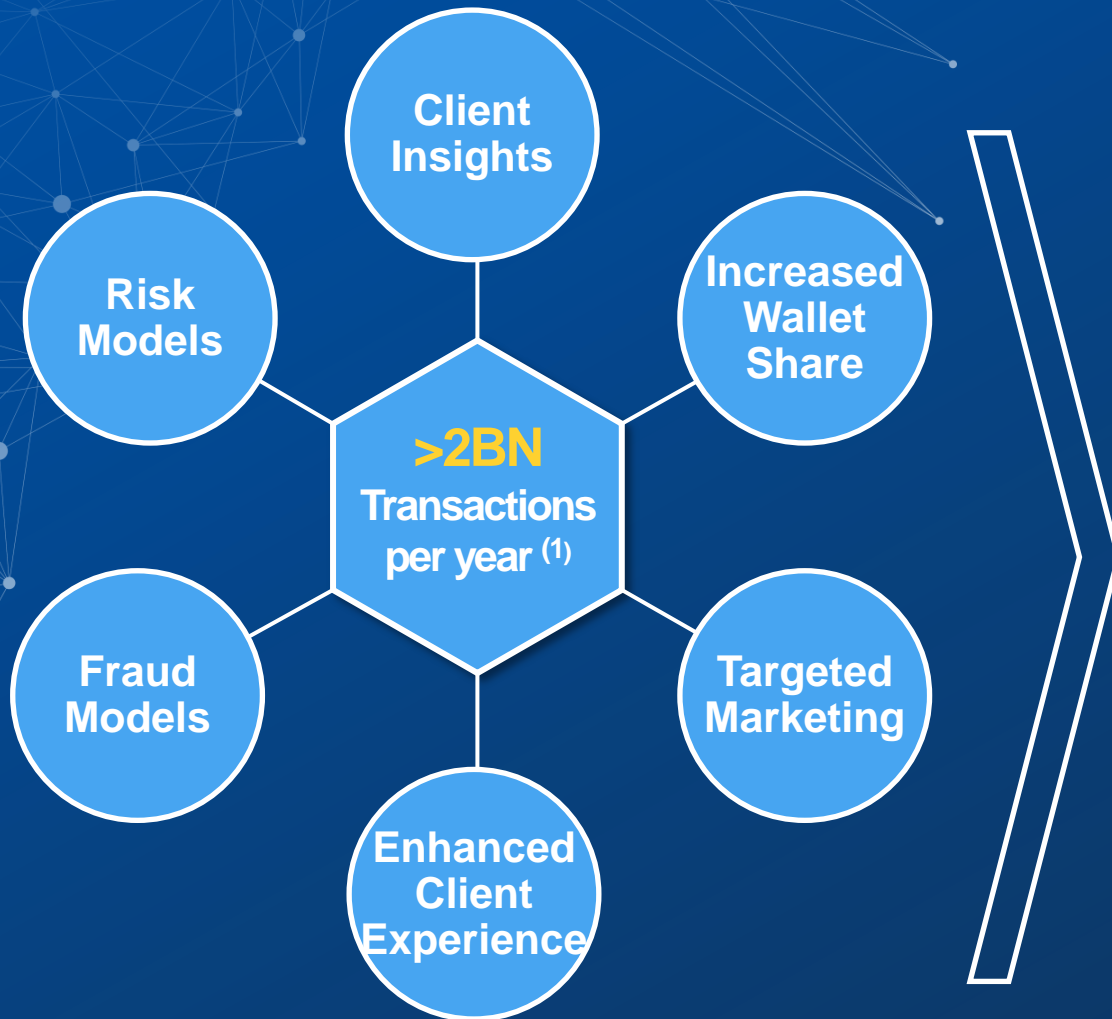 Client
Insights
Increased
Wallet
Share
Risk
Models
>2BN
Transactions
per year (1)
Fraud
Models
Targeted
Marketing
Enhanced
Client
Experience